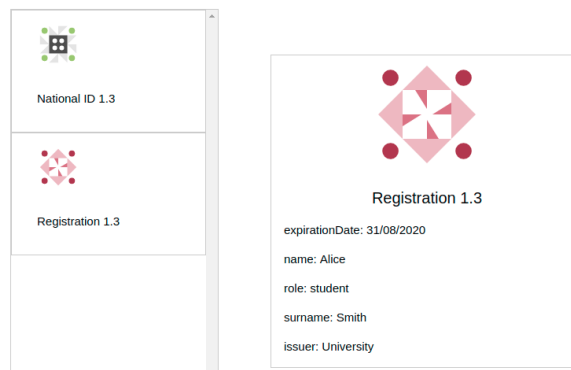 National ID 1.3
Registration 1.3
Registration 1.3
expirationDate: 31/08/2020
name: Alice
role: student
surname: Smith
issuer: University